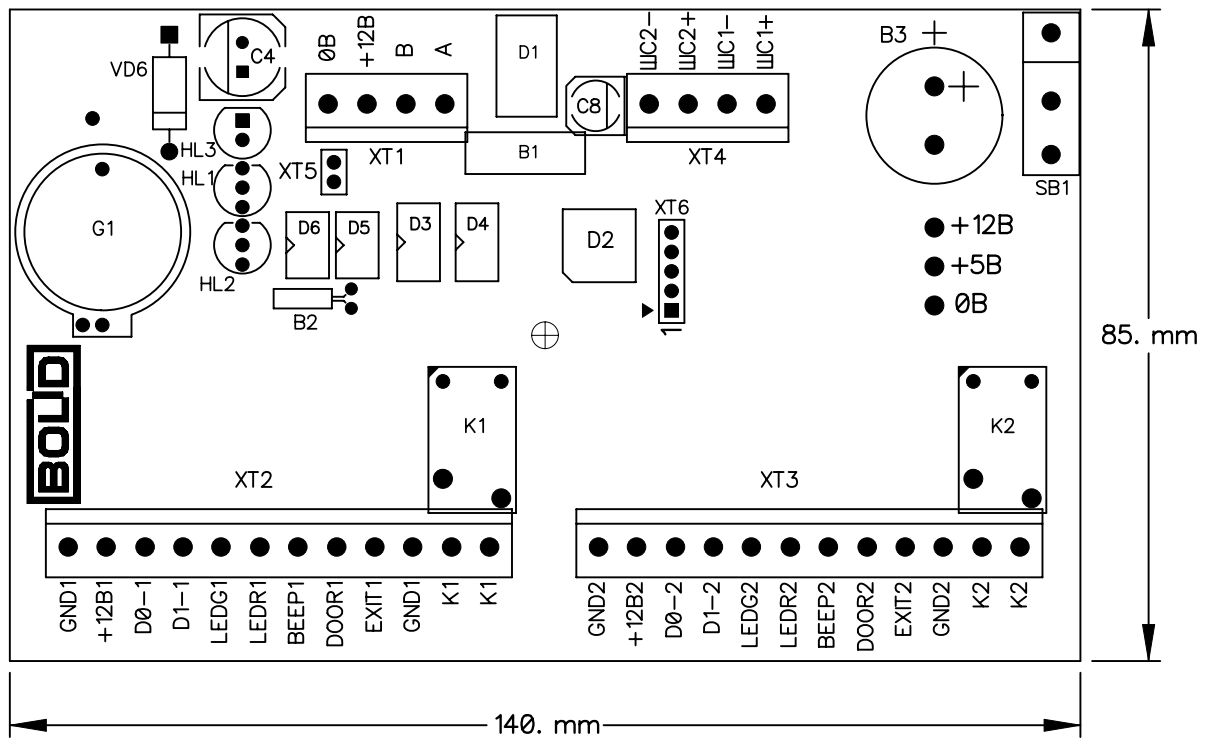 0В
+12В
В
А
ШС2-
ШС2+
ШС1-
ШС1+
B3 +
D1
VD6
C4
+
C8
HL3
XT1
B1
XT4
XT5
HL1
SB1
XT6
G1
D6
D5
D3
D4
D2
+12В
+5В
0В
HL2
B2
1
85. mm
BOLID
K1
K2
XT2
XT3
GND1
+12В1
D0-1
D1-1
LEDG1
LEDR1
BEEP1
DOOR1
EXIT1
GND1
K1
K1
GND2
+12В2
D0-2
D1-2
LEDG2
LEDR2
BEEP2
DOOR2
EXIT2
GND2
K2
K2
140. mm